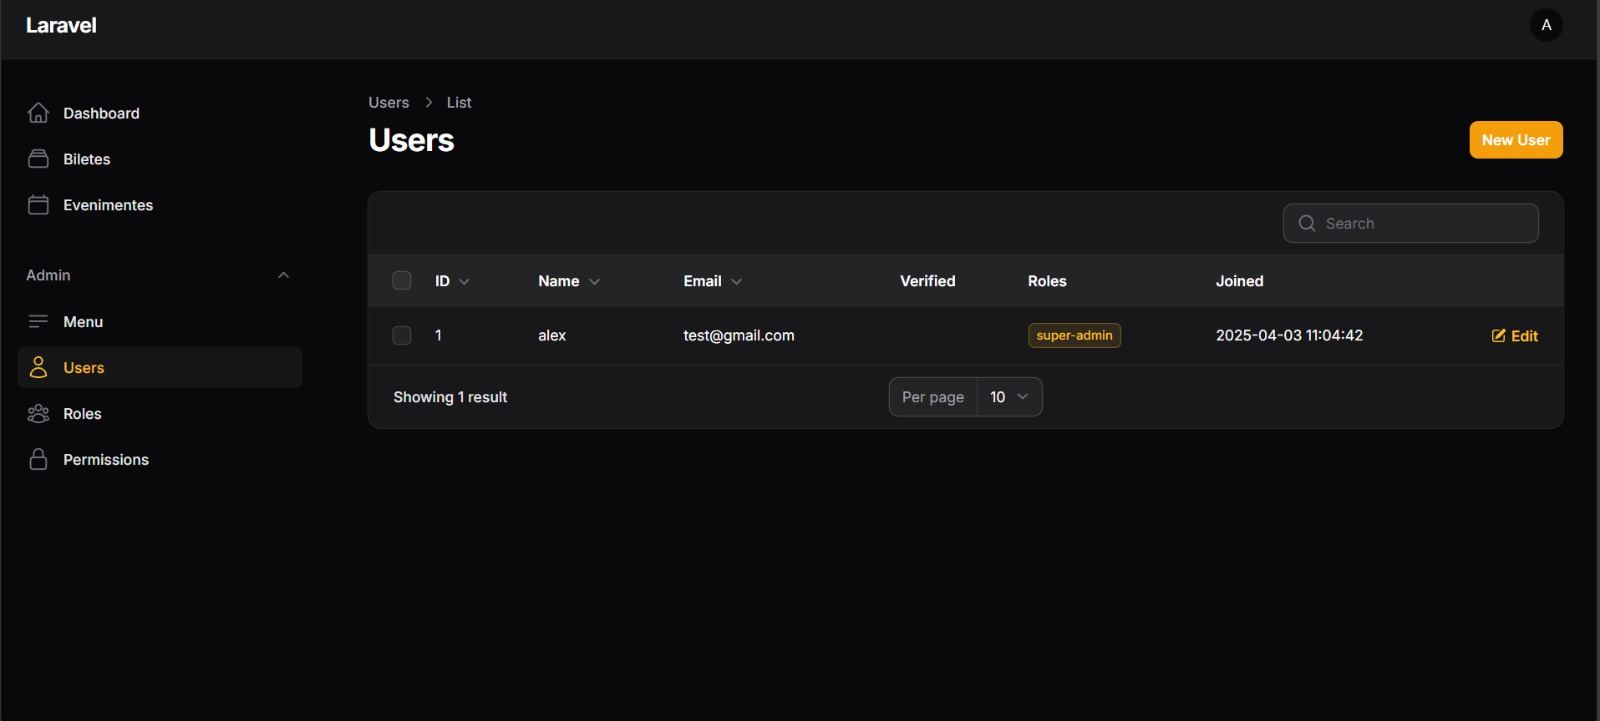 Laravel
A
Dashboard
Biletes
Evenimentes
Admin
Menu
Users
Roles
Permissions
Users > List
Users
New User
Search
ID Name Email Verified Roles Joined
1 alex test@gmail.com super-admin 2025-04-03 11:04:42 Edit
Showing 1 result
Per page 10